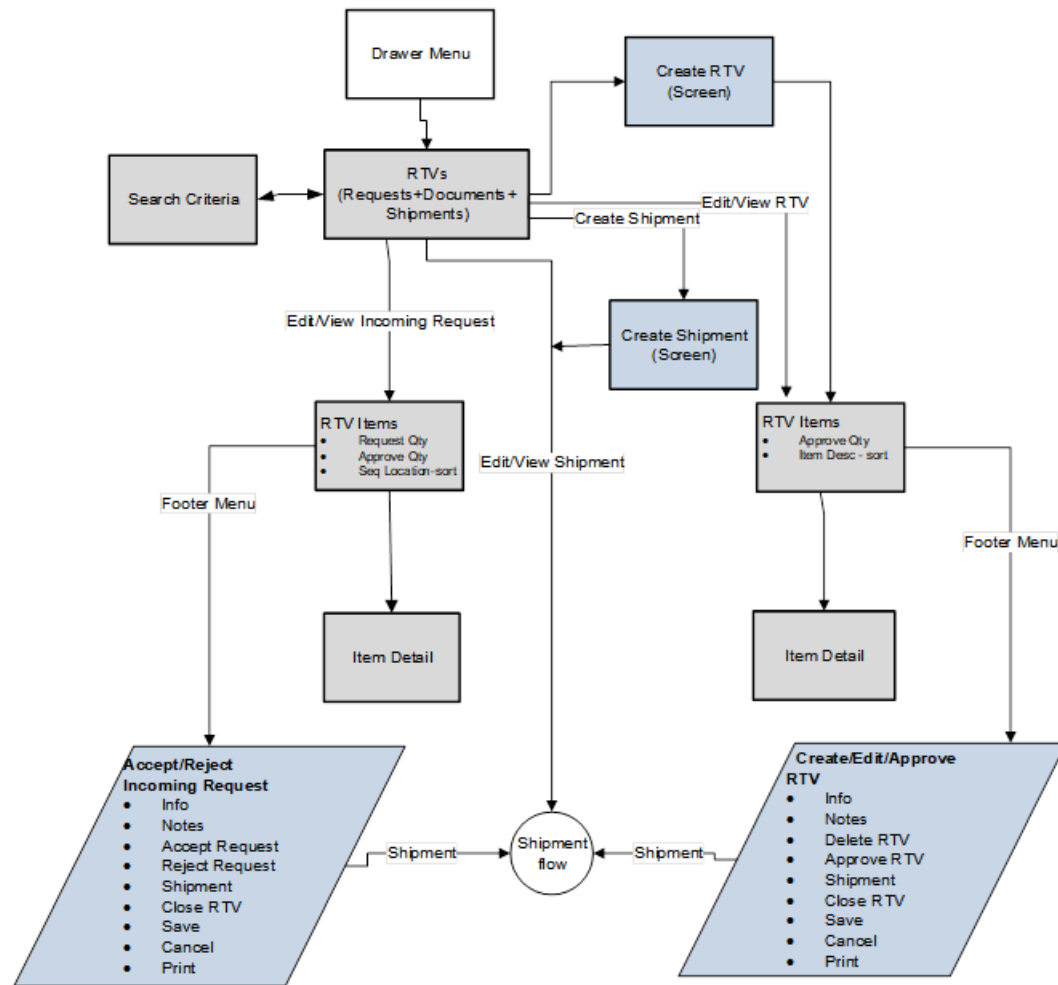 Drawer Menu
Create RTV
(Screen)
Search Criteria
RTVs
(Requests+Documents+
Shipments)
Edit/View RTV
Create Shipment
Edit/View Incoming Request
Create Shipment
(Screen)
RTV Items
• Request Qty
• Approve Qty
• Seq Location-sort
RTV Items
• Approve Qty
• Item Desc - sort
Edit/View Shipment
Footer Menu
Footer Menu
Item Detail
Item Detail
Accept/Reject
Incoming Request
• Info
• Notes
• Accept Request
• Reject Request
• Shipment
• Close RTV
• Save
• Cancel
• Print
Shipment
Shipment
flow
Shipment
Create/Edit/Approve
RTV
• Info
• Notes
• Delete RTV
• Approve RTV
• Shipment
• Close RTV
• Save
• Cancel
• Print